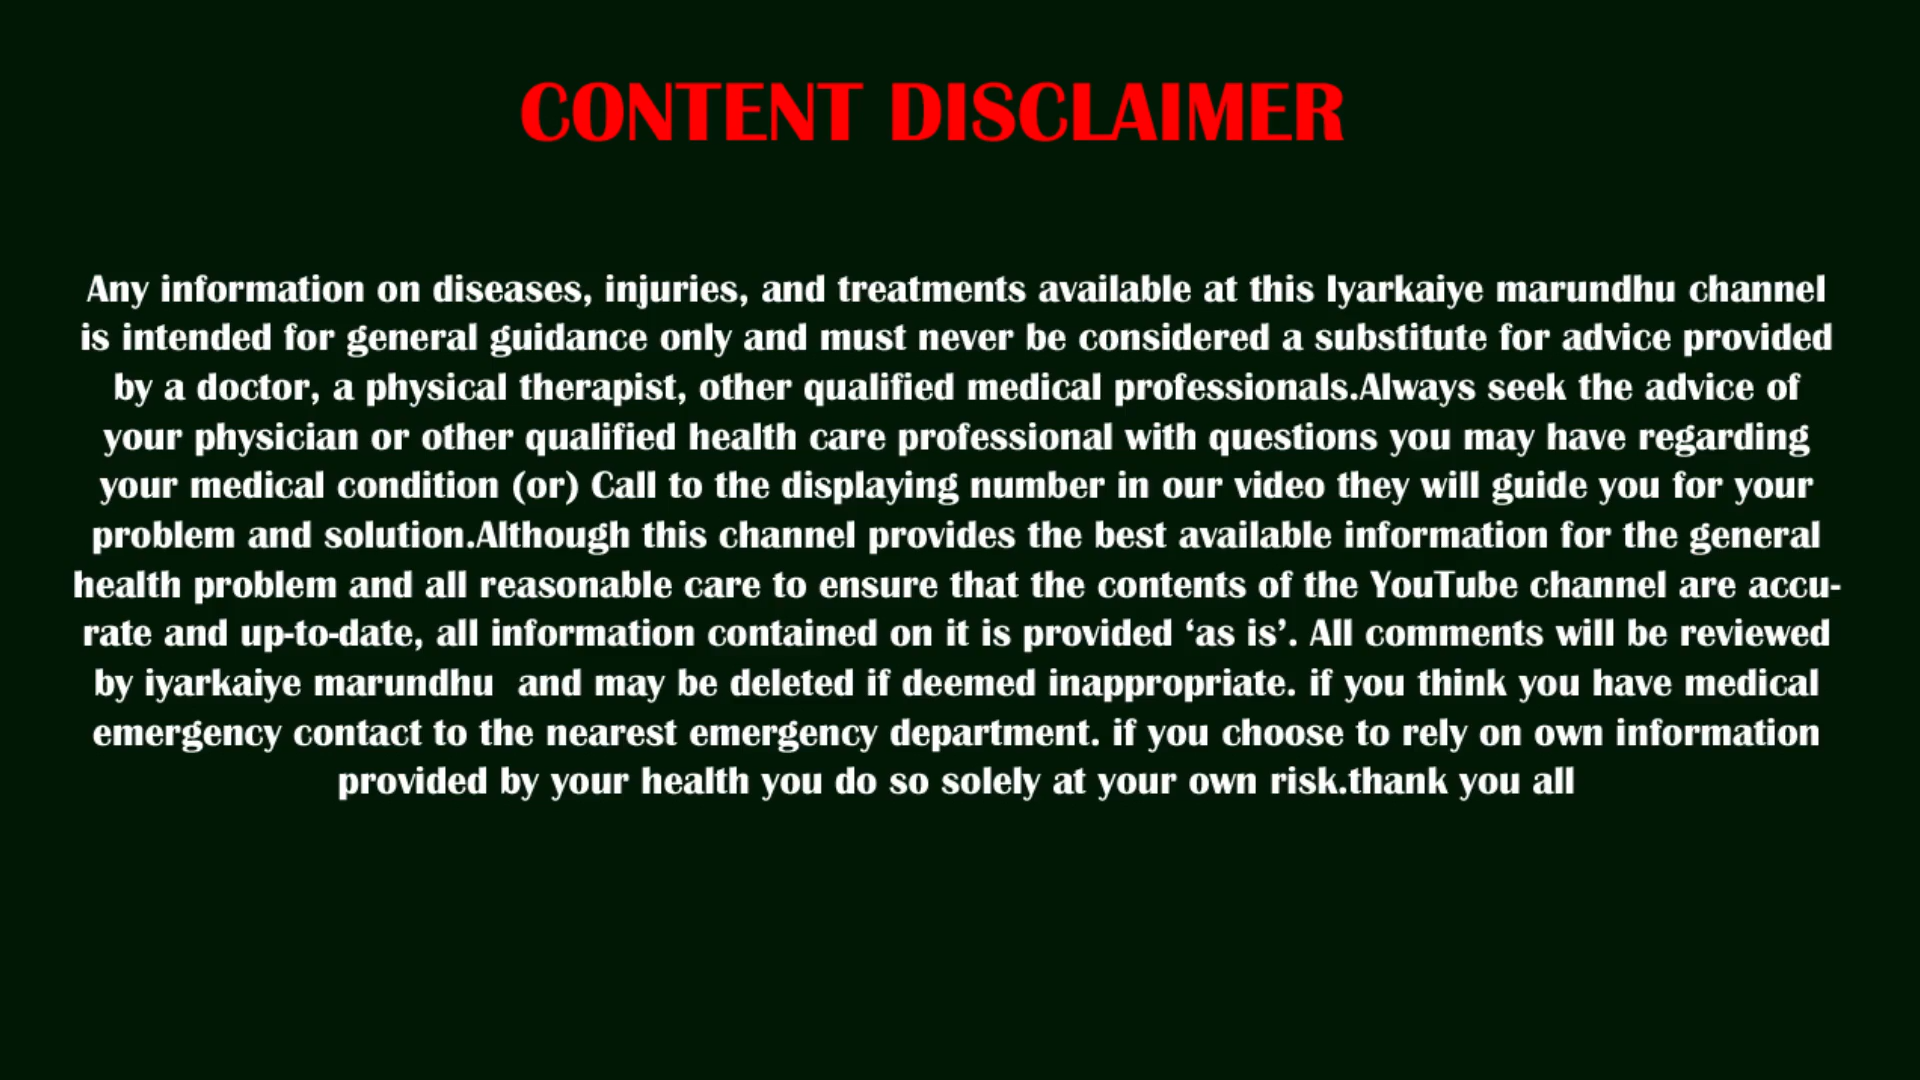 CONTENT DISCLAIMER
Any information on diseases, injuries, and treatments available at this Iyarkaiye marundhu channel
is intended for general guidance only and must never be considered a substitute for advice provided
by a doctor, a physical therapist, other qualified medical professionals.Always seek the advice of
your physician or other qualified health care professional with questions you may have regarding
your medical condition (or) Call to the displaying number in our video they will guide you for your
problem and solution.Although this channel provides the best available information for the general
health problem and all reasonable care to ensure that the contents of the YouTube channel are accu-
rate and up-to-date, all information contained on it is provided ‘as is’. All comments will be reviewed
by iyarkaiye marundhu  and may be deleted if deemed inappropriate. if you think you have medical
emergency contact to the nearest emergency department. if you choose to rely on own information
provided by your health you do so solely at your own risk.thank you all